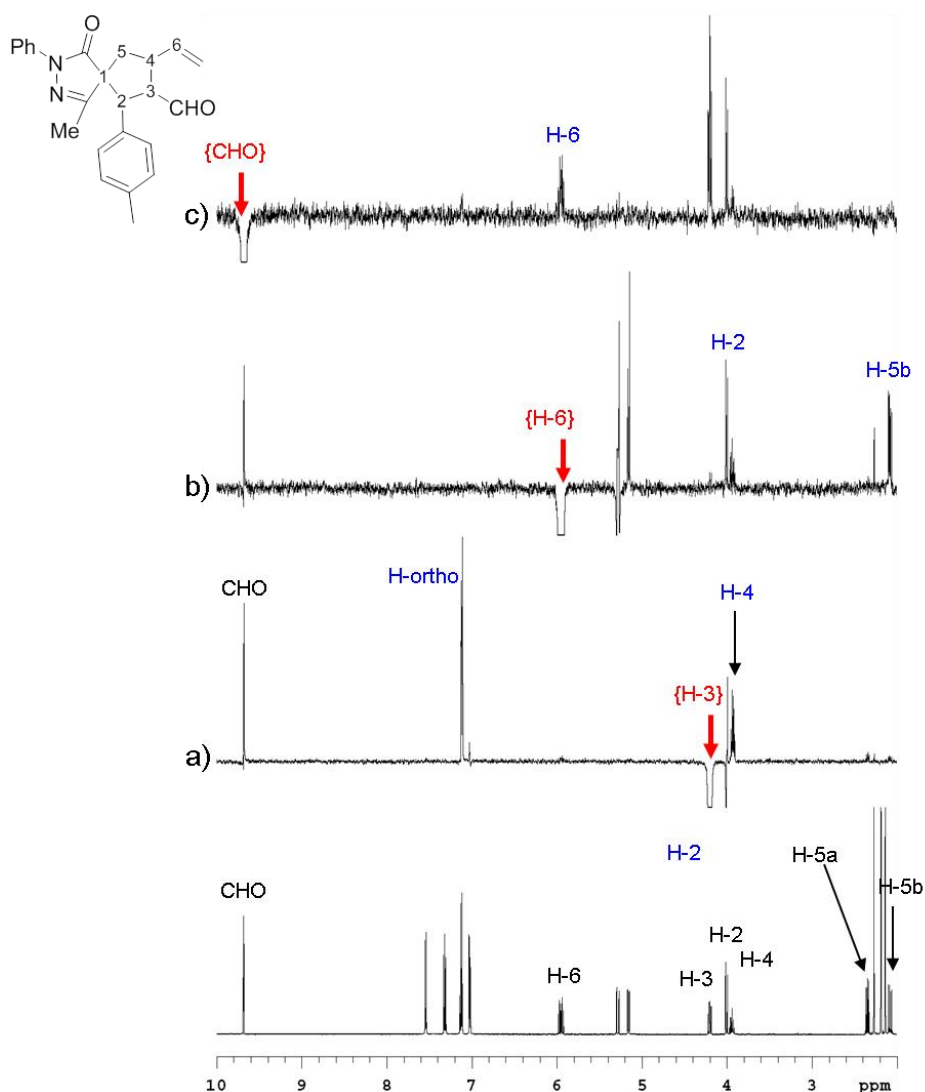 O
Ph
N
N
Me
1
2
3
4
5
6
CHO
{CHO}
H-6
c)
H-2
H-5b
{H-6}
b)
CHO
H-ortho
H-4
{H-3}
a)
H-2
H-5a
CHO
H-5b
H-2
H-6
H-3
H-4
10 9 8 7 6 5 4 3 ppm